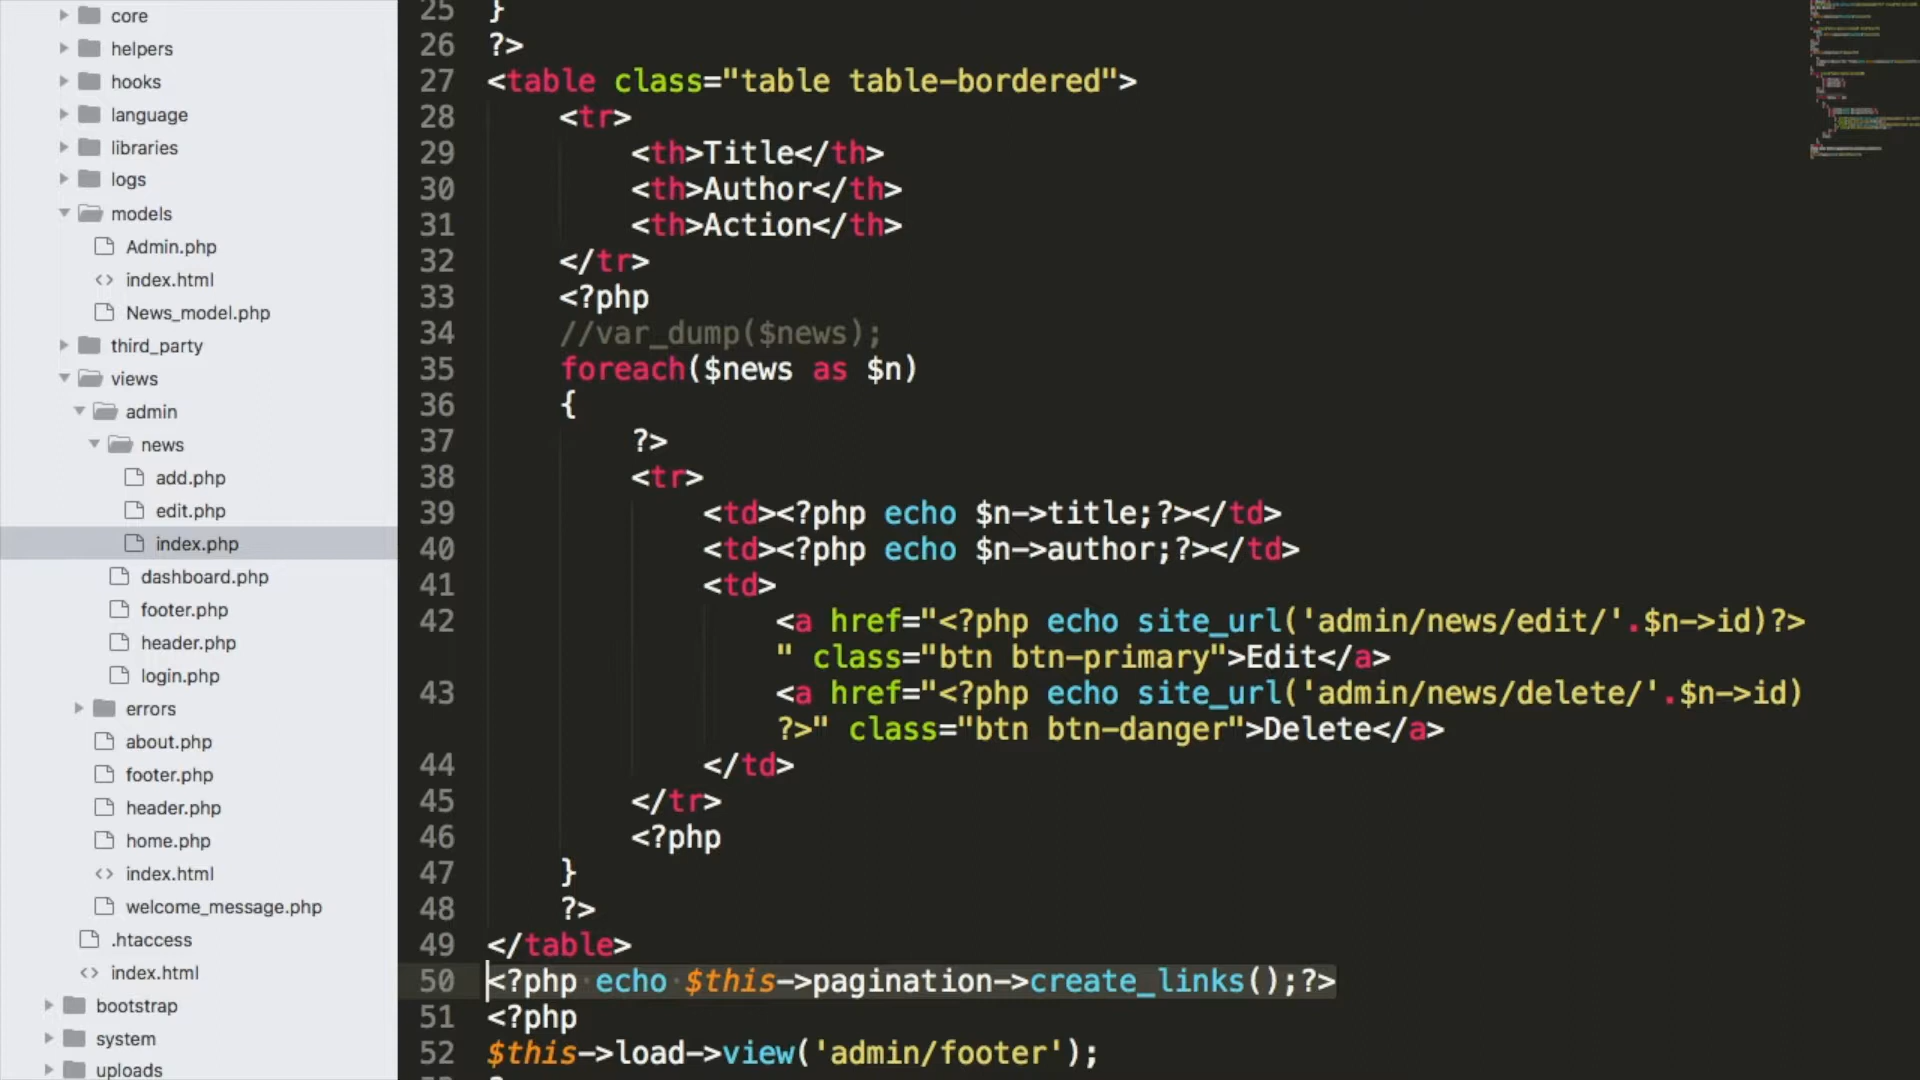 core
helpers
hooks
language
libraries
logs
models
Admin.php
index.html
News_model.php
third_party
views
admin
news
add.php
edit.php
index.php
dashboard.php
footer.php
header.php
login.php
errors
about.php
footer.php
header.php
home.php
index.html
welcome_message.php
.htaccess
index.html
bootstrap
system
uploads
25 }
26 ?>
27 <table class="table table-bordered">
28 <tr>
29 <th>Title</th>
30 <th>Author</th>
31 <th>Action</th>
32 </tr>
33 <?php
34 //var_dump($news);
35 foreach($news as $n)
36 {
37 ?>
38 <tr>
39 <td><?php echo $n->title;?></td>
40 <td><?php echo $n->author;?></td>
41 <td>
42 <a href="<?php echo site_url('admin/news/edit/'.$n->id)?>
" class="btn btn-primary">Edit</a>
43 <a href="<?php echo site_url('admin/news/delete/'.$n->id)
?>" class="btn btn-danger">Delete</a>
44 </td>
45 </tr>
46 <?php
47 }
48 ?>
49 </table>
50 <?php echo $this->pagination->create_links();?>
51 <?php
52 $this->load->view('admin/footer');